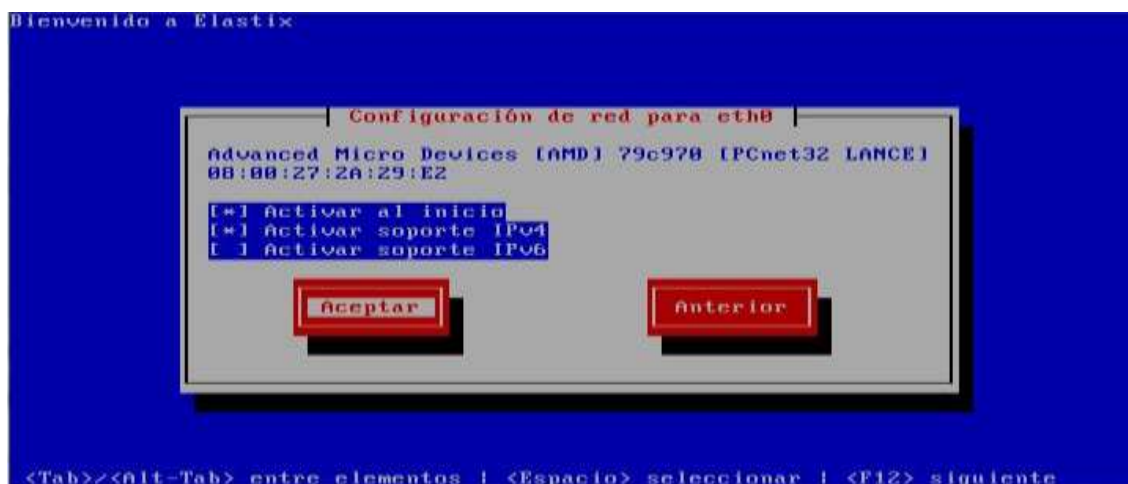 Bienvenido a Elastix
Configuración de red para eth0
Advanced Micro Devices [AMD] 79c970 [PCnet32 LANCE]
08:00:27:2A:29:E2
[*] Activar al inicio
[*] Activar soporte IPv4
[ ] Activar soporte IPv6
Aceptar Anterior
<Tab>/<Alt-Tab> entre elementos | <Espacio> seleccionar | <F12> siguiente